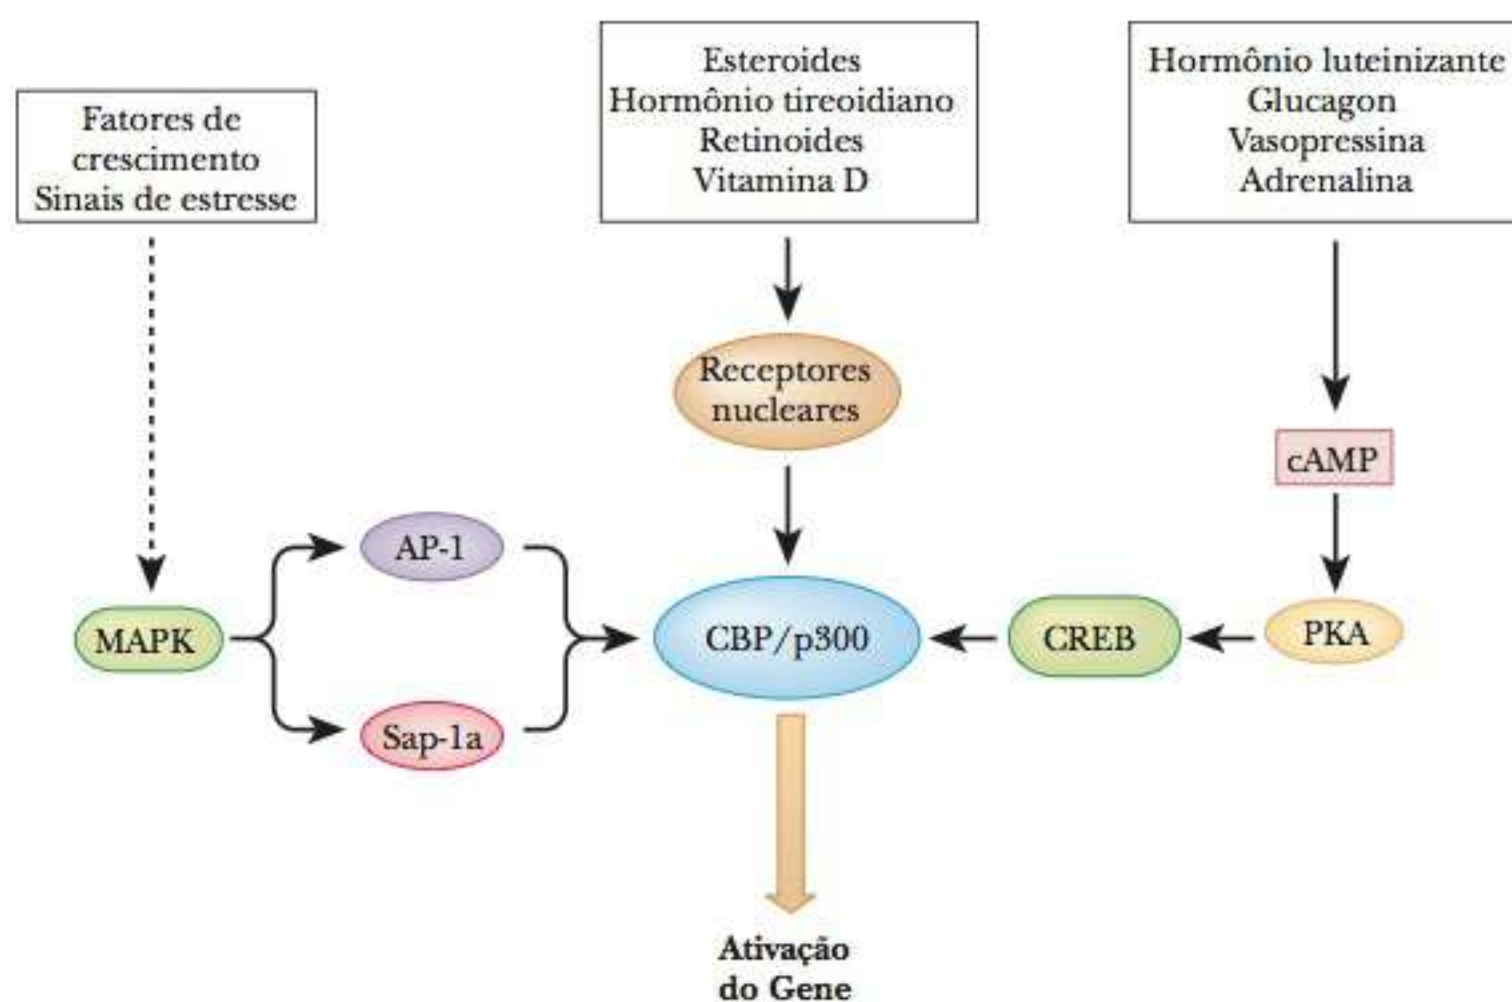 Fatores de
crescimento
Sinais de estresse
Esteroides
Hormônio tireoidiano
Retinoides
Vitamina D
Hormônio luteinizante
Glucagon
Vasopressina
Adrenalina
Receptores
nucleares
cAMP
AP-1
MAPK
Sap-1a
CBP/p300
CREB
PKA
Ativação
do Gene